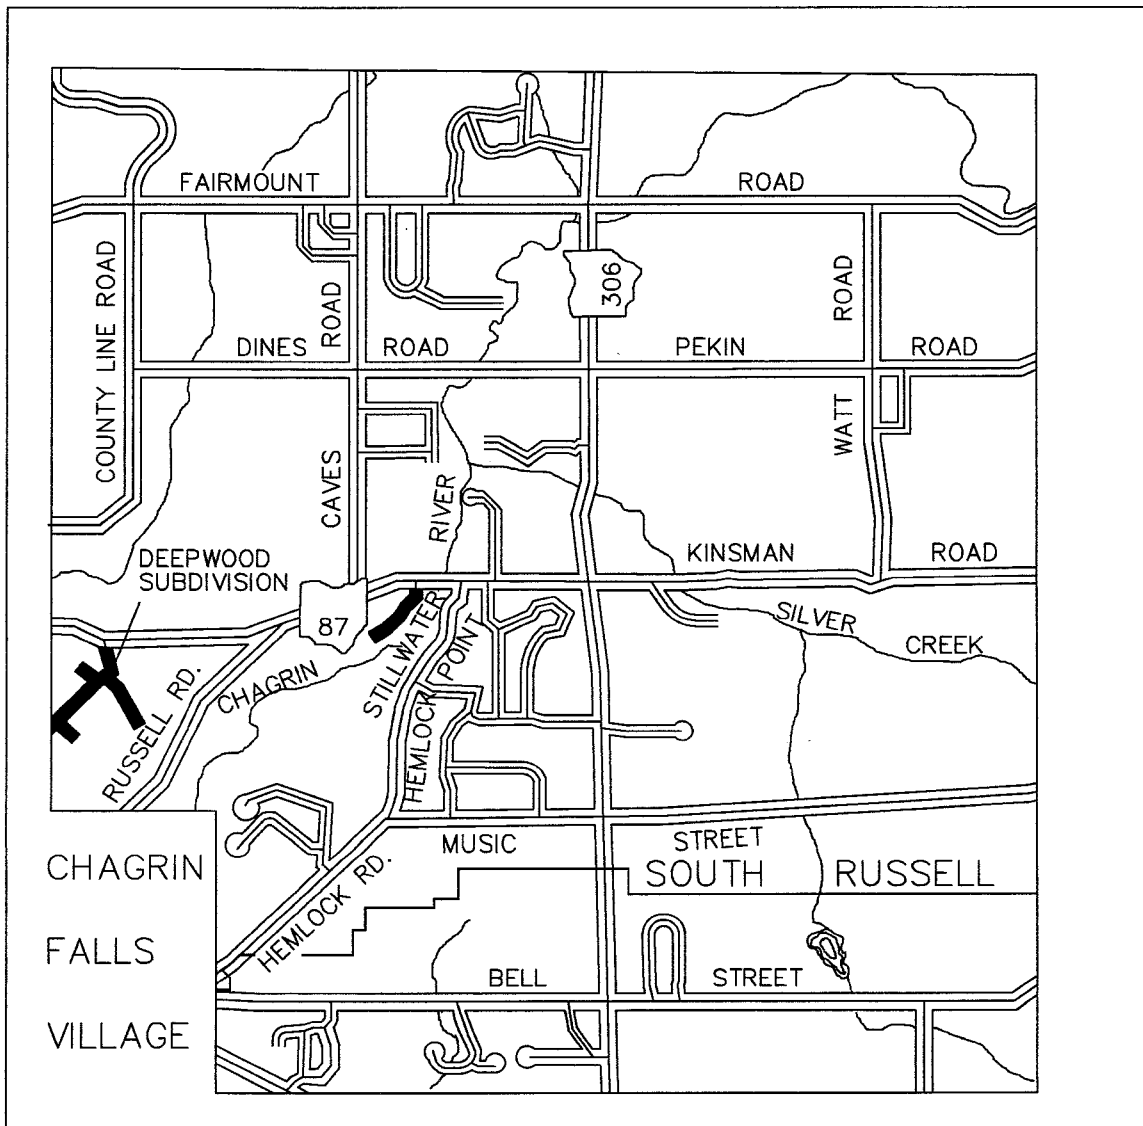 FAIRMOUNT ROAD
COUNTY LINE ROAD
ROAD
306
ROAD
DINES ROAD PEKIN ROAD
WATT
CAVES
RIVER
DEEPWOOD
SUBDIVISION
KINSMAN ROAD
87
STILLWATER
SILVER
CREEK
CHAGRIN
POINT
HEMLOCK
RUSSELL RD.
MUSIC STREET
CHAGRIN
FALLS
VILLAGE
SOUTH RUSSELL
HEMLOCK RD.
BELL STREET